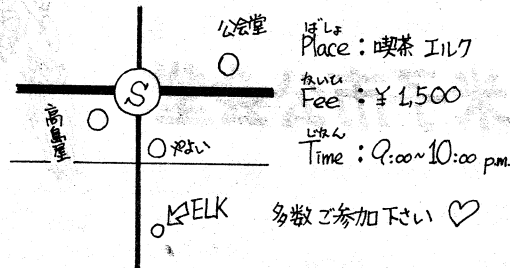 公会堂
S
高島屋
やよい
ELK
ばしょ
Place : 喫茶 エルク
かいひ
Fee : ¥ 1,500
じかん
Time : 9:00~10:00 p.m.
多数ご参加下さい ♡